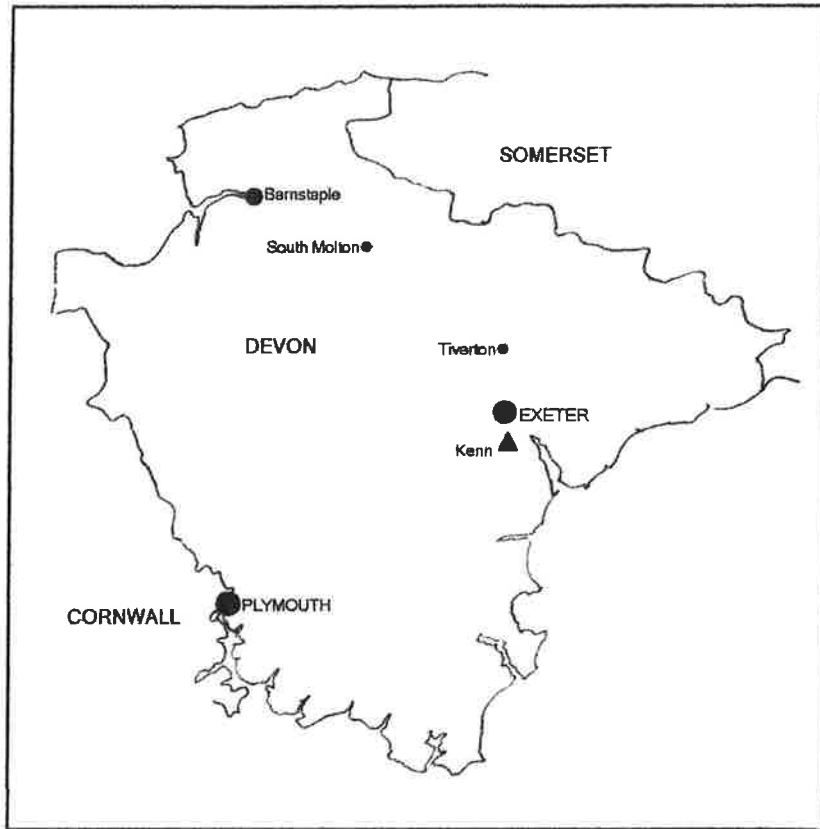 SOMERSET
Barnstaple
South Molton
DEVON
Tiverton
EXETER
Kenn
PLYMOUTH
CORNWALL